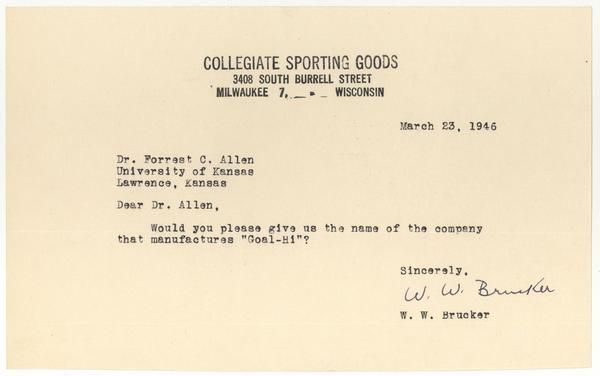 COLLEGIATE SPORTING GOODS
3408 SOUTH BURRELL STREET
MILWAUKEE 7, WISCONSIN
March 23, 1946
Dr. Forrest C. Allen
University of Kansas
Lawrence, Kansas
Dear Dr. Allen,
Would you please give us the name of the company
that manufactures "Goal-Hi"?
Sincerely,
W. W. Brucker
W. W. Brucker